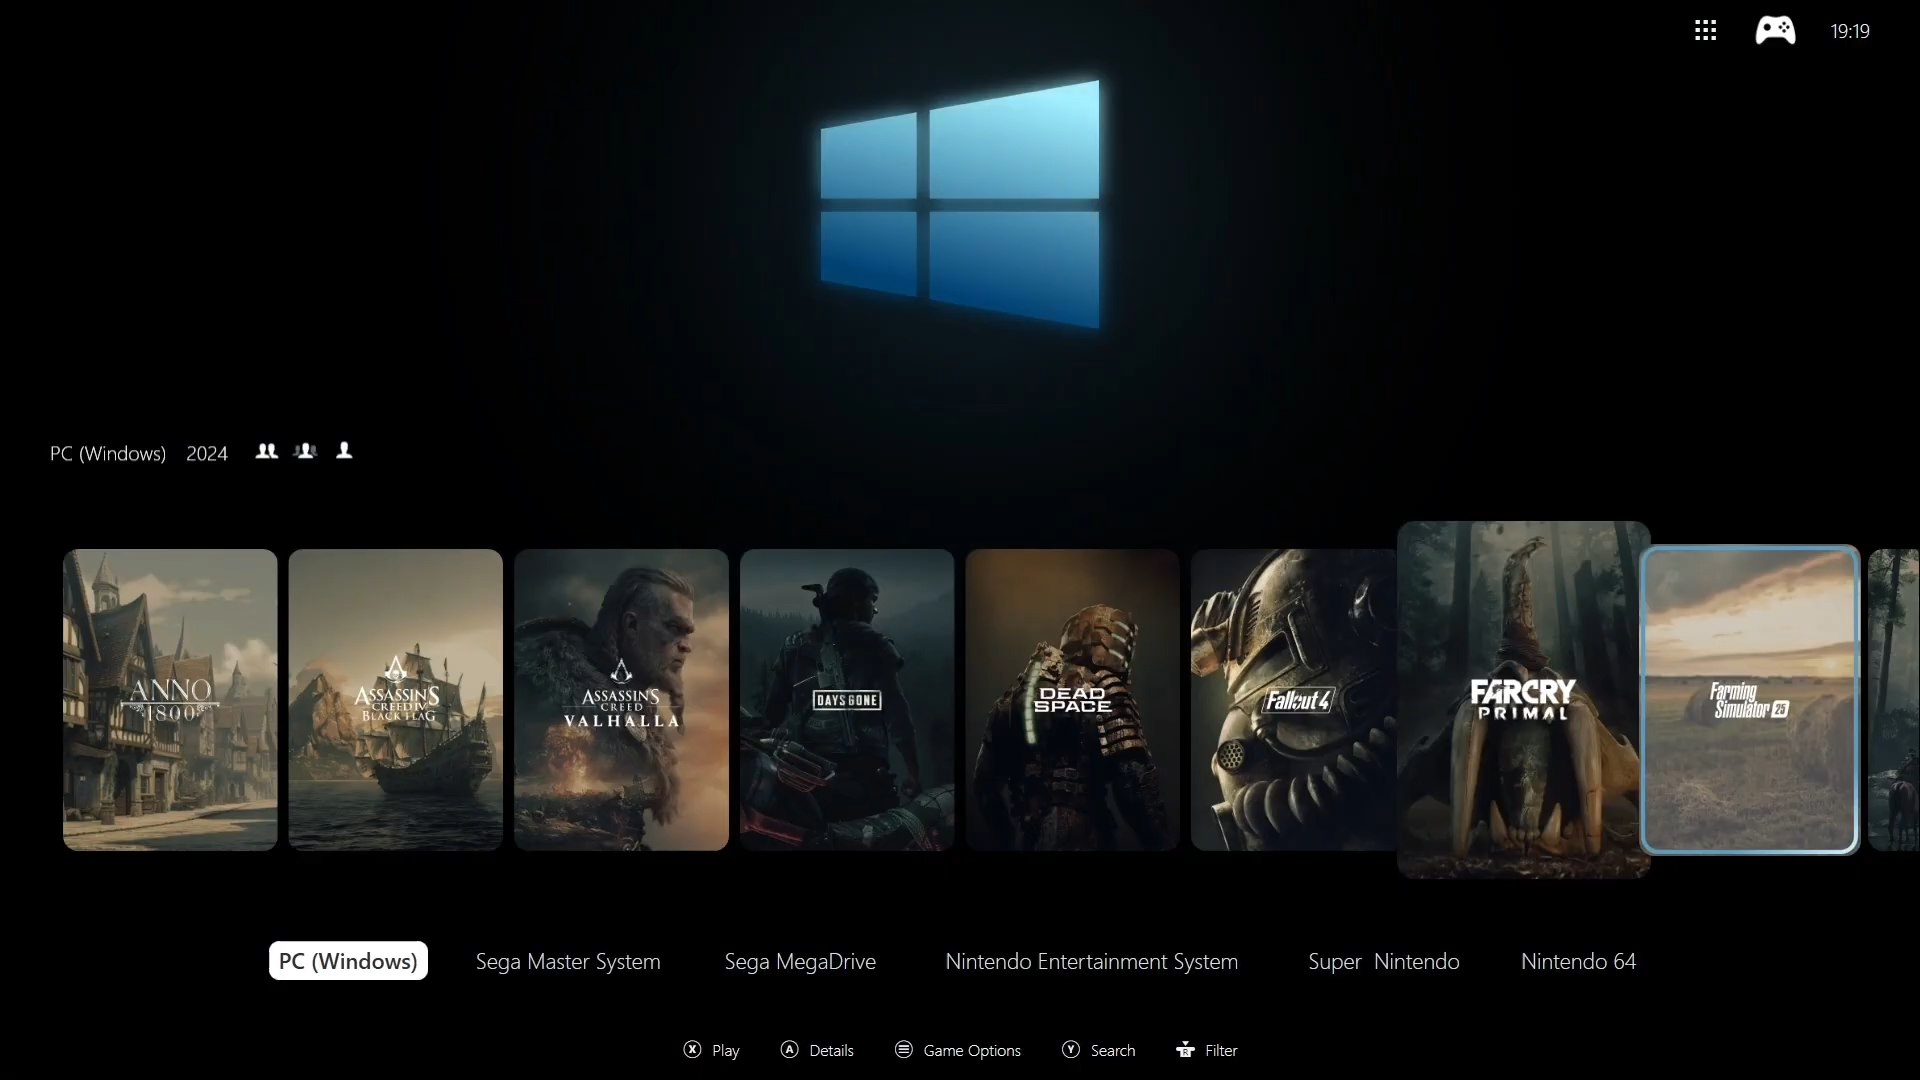 19:19
PC (Windows) 2024
ANNO
1800
ASSASSIN'S
CREED IV
BLACK FLAG
ASSASSIN'S
CREED
VALHALLA
DAYS GONE
DEAD
SPACE
Fallout 4
FARCRY
PRIMAL
Farming
Simulator 25
PC (Windows) Sega Master System Sega MegaDrive Nintendo Entertainment System Super Nintendo Nintendo 64
X Play A Details Game Options Y Search R Filter